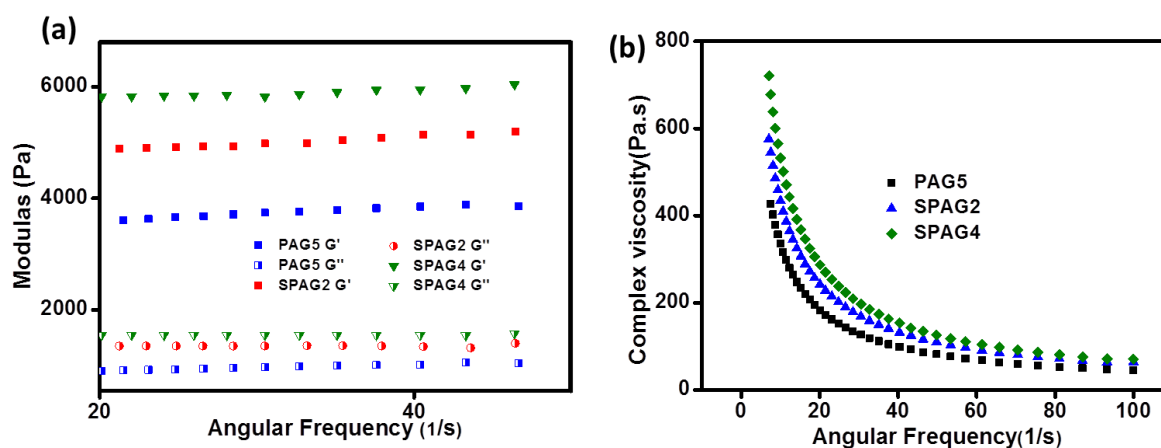 (a)
6000
4000
2000
Modulas (Pa)
PAG5 G'
PAG5 G''
SPAG2 G'
SPAG2 G''
SPAG4 G'
SPAG4 G''
20
40
Angular Frequency (1/s)
(b)
800
600
400
200
0
Complex viscosity(Pa.s)
PAG5
SPAG2
SPAG4
0
20
40
60
80
100
Angular Frequency(1/s)